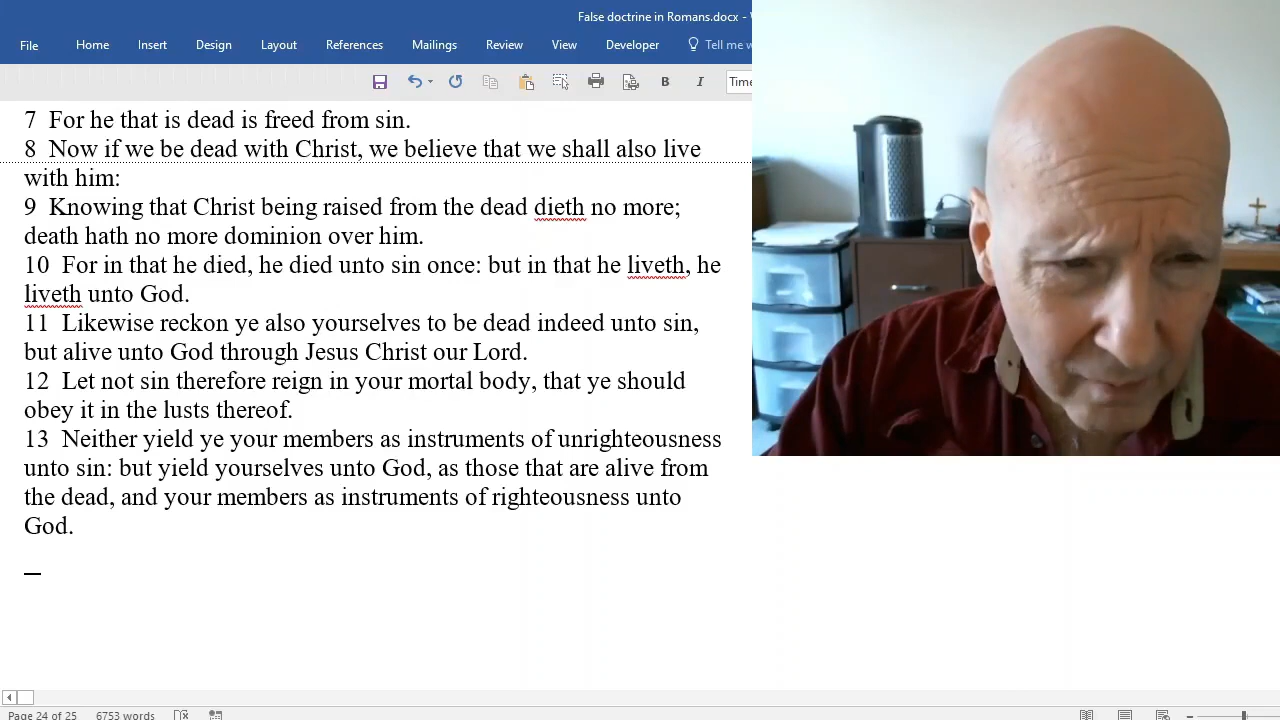 False doctrine in Romans.docx -
File Home Insert Design Layout References Mailings Review View Developer Tell me
B I
7 For he that is dead is freed from sin.
8 Now if we be dead with Christ, we believe that we shall also live
with him:
9 Knowing that Christ being raised from the dead dieth no more;
death hath no more dominion over him.
10 For in that he died, he died unto sin once: but in that he liveth, he
liveth unto God.
11 Likewise reckon ye also yourselves to be dead indeed unto sin,
but alive unto God through Jesus Christ our Lord.
12 Let not sin therefore reign in your mortal body, that ye should
obey it in the lusts thereof.
13 Neither yield ye your members as instruments of unrighteousness
unto sin: but yield yourselves unto God, as those that are alive from
the dead, and your members as instruments of righteousness unto
God.
Page 24 of 25 6753 words